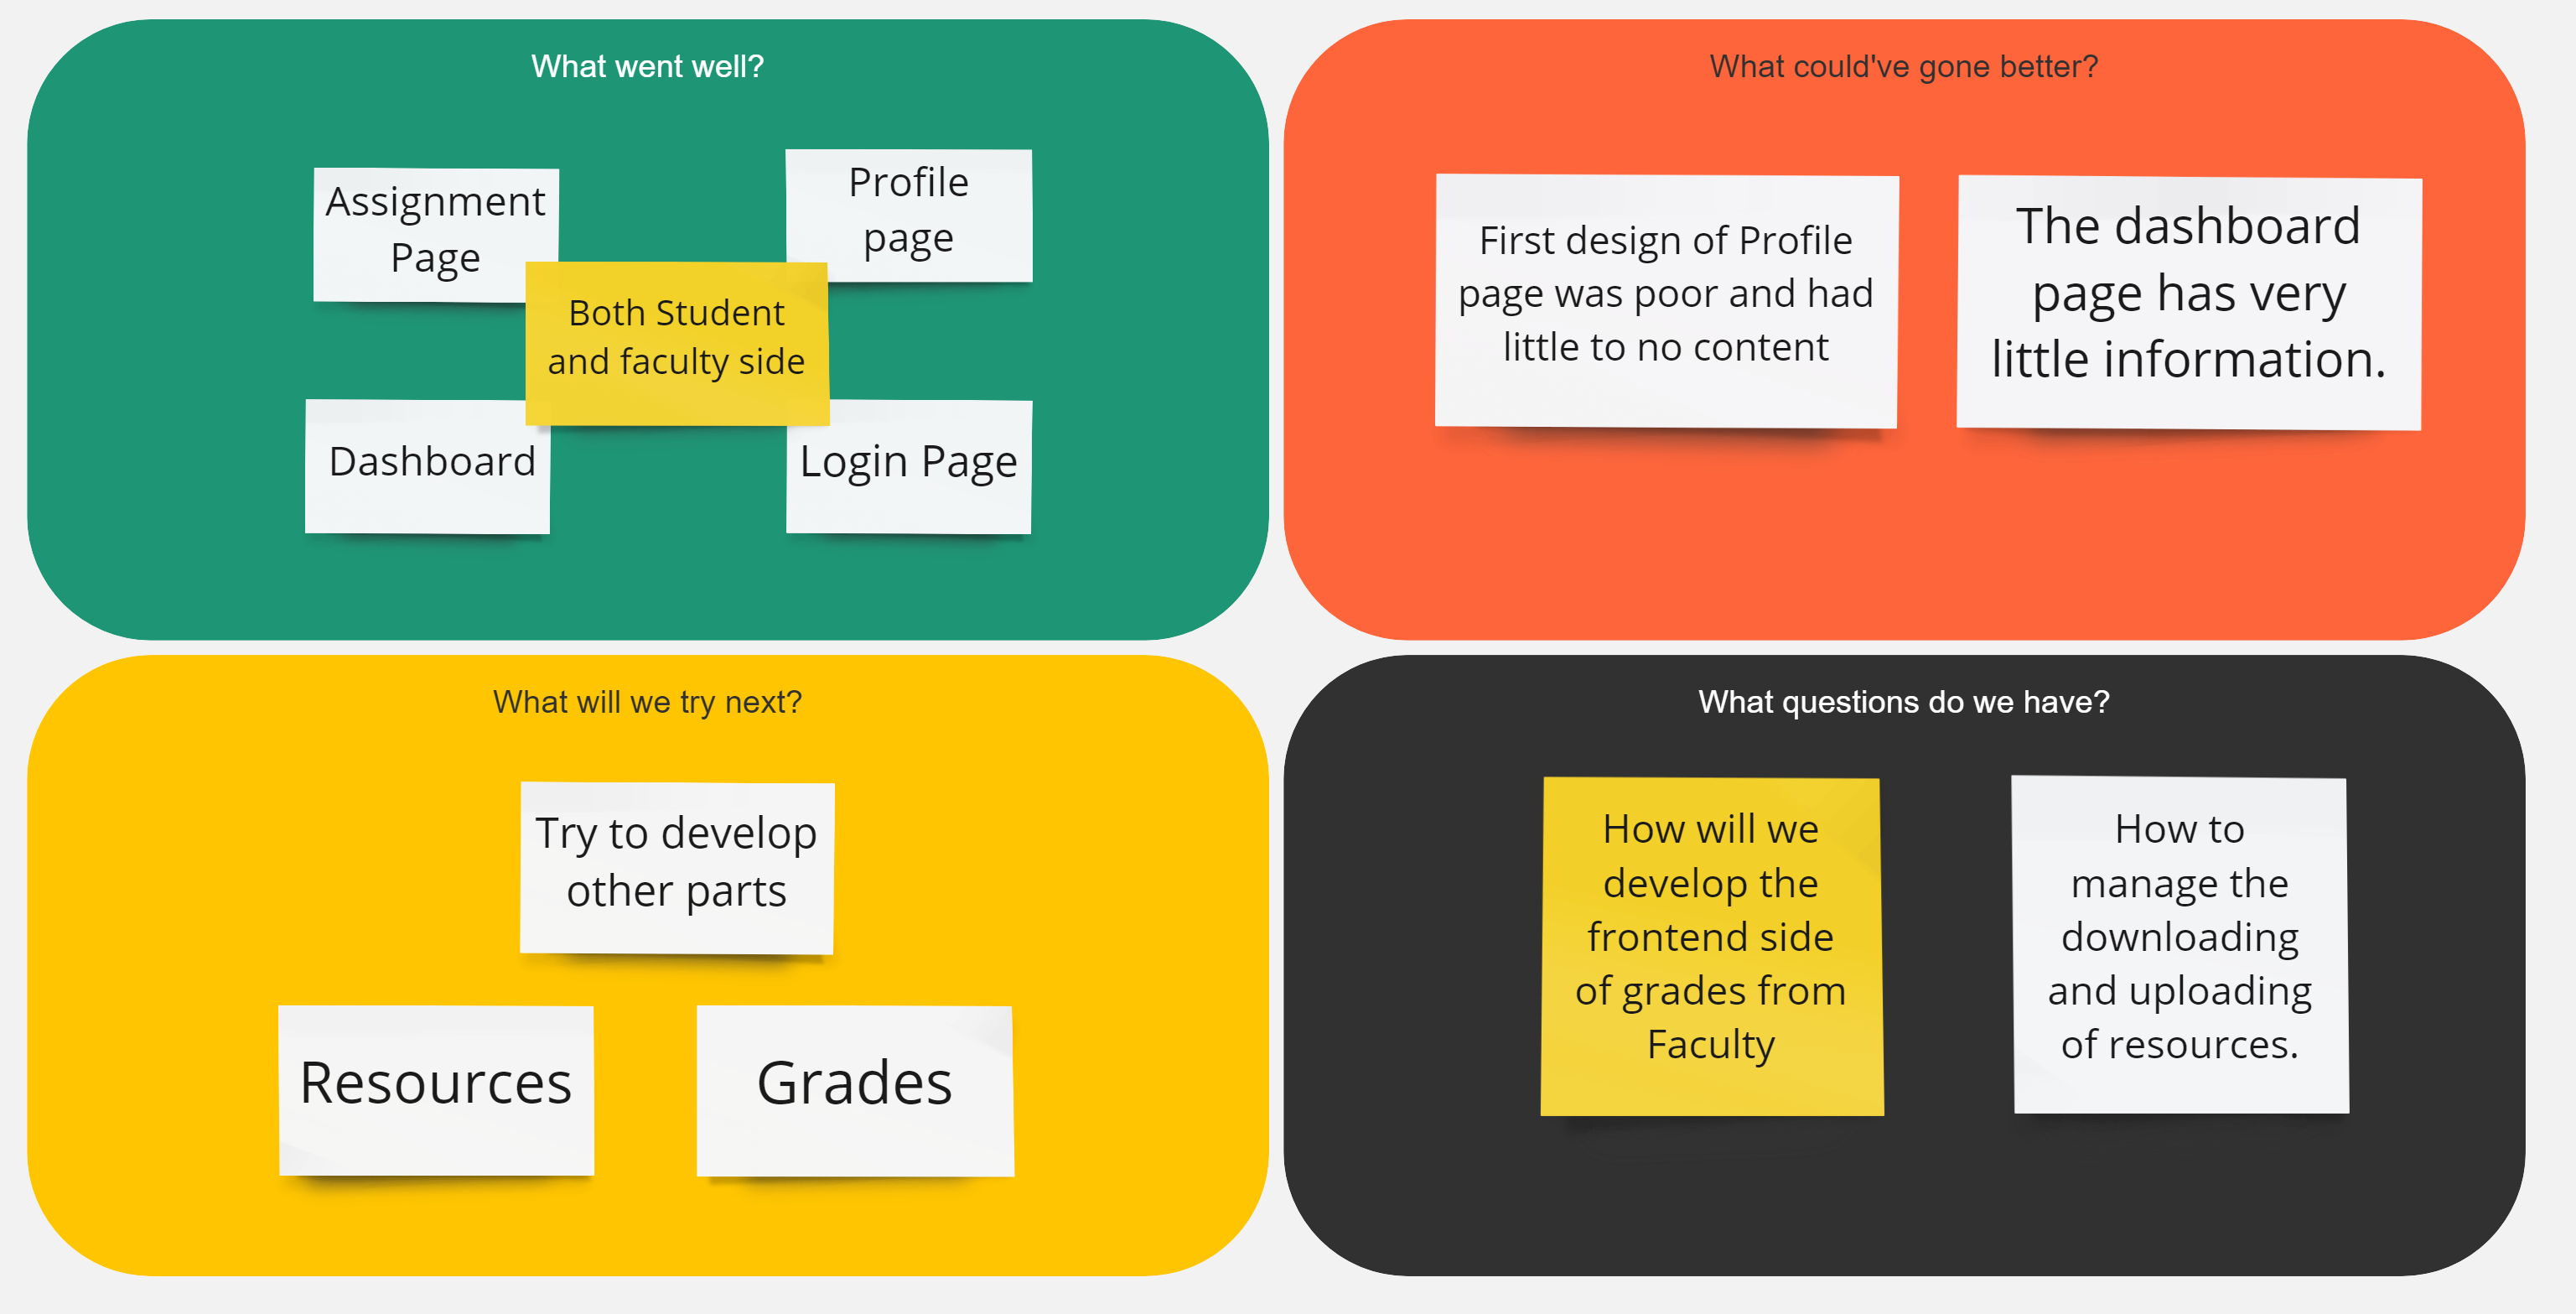 What went well?
Assignment
Page
Profile
page
Both Student
and faculty side
Dashboard
Login Page
What could've gone better?
First design of Profile
page was poor and had
little to no content
The dashboard
page has very
little information.
What will we try next?
Try to develop
other parts
Resources
Grades
What questions do we have?
How will we
develop the
frontend side
of grades from
Faculty
How to
manage the
downloading
and uploading
of resources.